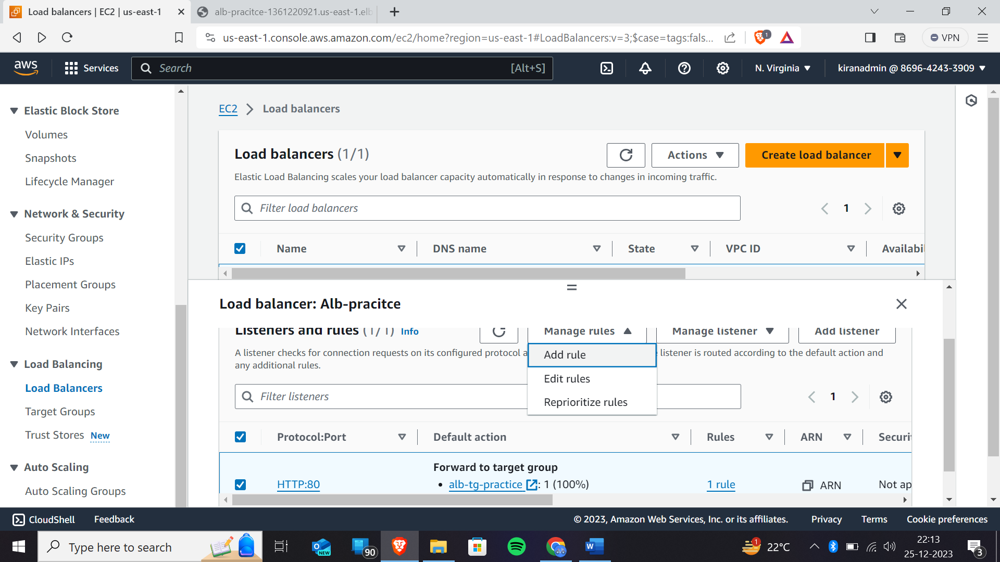 Load balancers | EC2 | us-east-1
alb-pracitce-1361220921.us-east-1.elb
us-east-1.console.aws.amazon.com/ec2/home?region=us-east-1#LoadBalancers:v=3;$case=tags:fals...
1
VPN
aws
Services
Search
[Alt+S]
N. Virginia
kiranadmin @ 8696-4243-3909
Elastic Block Store
Volumes
Snapshots
Lifecycle Manager
Network & Security
Security Groups
Elastic IPs
Placement Groups
Key Pairs
Network Interfaces
Load Balancing
Load Balancers
Target Groups
Trust Stores New
Auto Scaling
Auto Scaling Groups
EC2 > Load balancers
Load balancers (1/1)
Actions
Create load balancer
Elastic Load Balancing scales your load balancer capacity automatically in response to changes in incoming traffic.
Filter load balancers
1
Name DNS name State VPC ID Availabil
Load balancer: Alb-pracitce
Listeners and rules (1/1) Info
Manage rules
Manage listener
Add listener
A listener checks for connection requests on its configured protocol a listener is routed according to the default action and
any additional rules.
Add rule
Edit rules
Reprioritize rules
Filter listeners
1
Protocol:Port Default action Rules ARN Securi
Forward to target group
HTTP:80 • alb-tg-practice : 1 (100%) 1 rule ARN Not ap
CloudShell Feedback © 2023, Amazon Web Services, Inc. or its affiliates. Privacy Terms Cookie preferences
Type here to search
NEW
90
W
1
22°C
22:13
25-12-2023
3